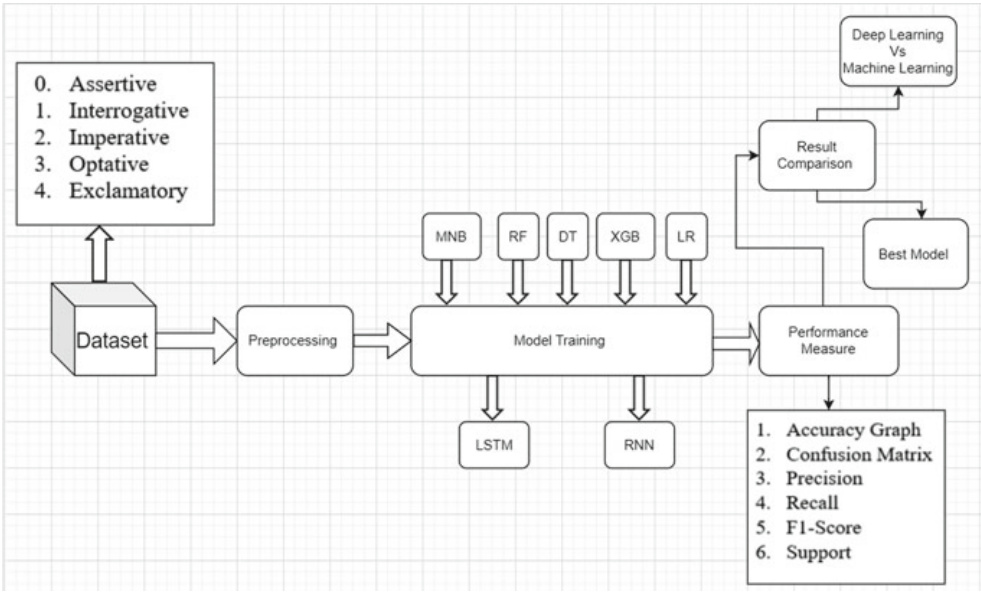 Deep Learning
Vs
Machine Learning
0. Assertive
1. Interrogative
2. Imperative
3. Optative
4. Exclamatory
Result
Comparison
MNB
RF
DT
XGB
LR
Best Model
Dataset
Preprocessing
Model Training
Performance
Measure
LSTM
RNN
1. Accuracy Graph
2. Confusion Matrix
3. Precision
4. Recall
5. F1-Score
6. Support